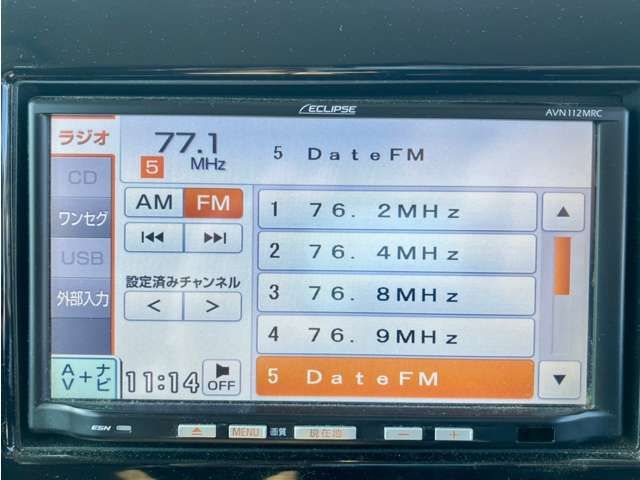 ECLIPSE
AVN112MRC
ラジオ
77.1
5
MHz
5 DateFM
CD
AM
FM
1 76.2MHz
ワンセグ
2 76.4MHz
USB
設定済みチャンネル
3 76.8MHz
外部入力
< >
4 76.9MHz
AV+ナビ
11:14
OFF
5 DateFM
ESN
MENU
画質
現在地
− +